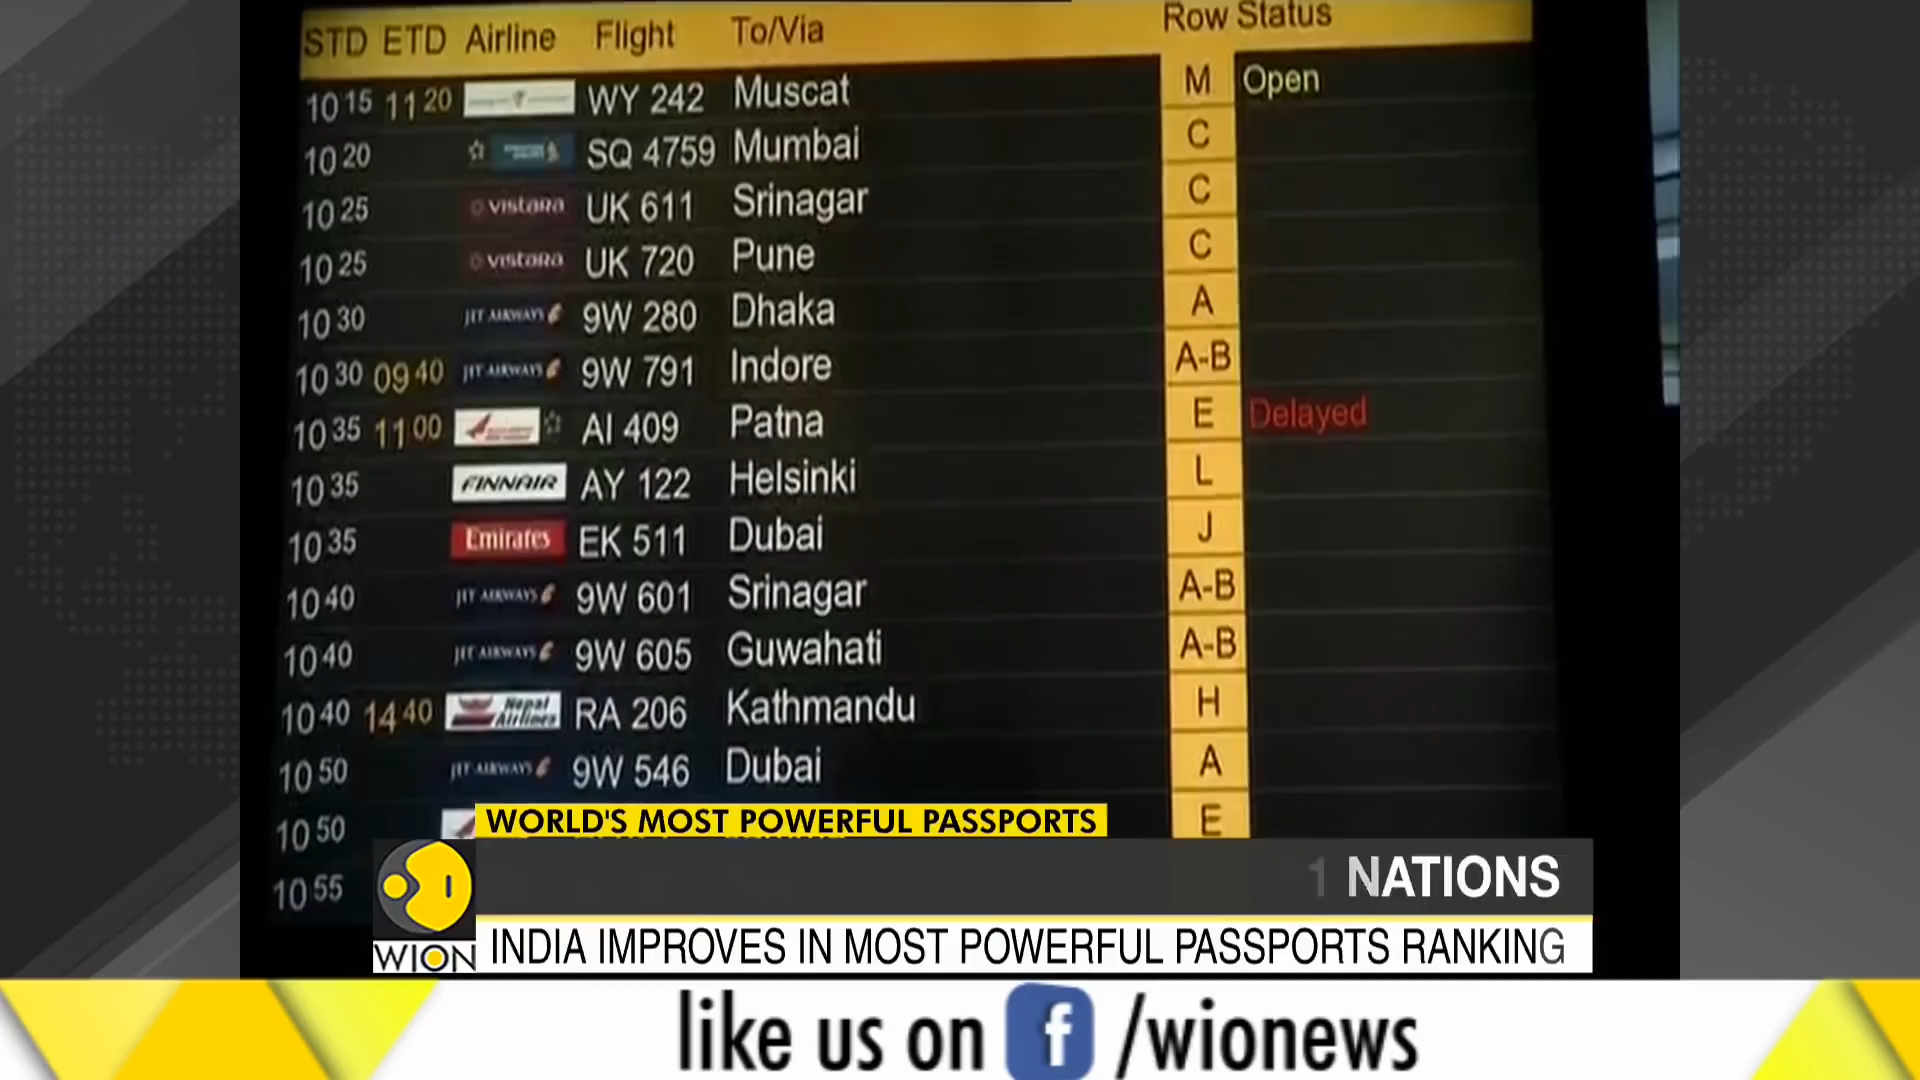 STD ETD Airline Flight To/Via Row Status
10 15 11 20 WY 242 Muscat M Open
10 20 SQ 4759 Mumbai C
10 25 vistara UK 611 Srinagar C
10 25 vistara UK 720 Pune C
10 30 JET AIRWAYS 9W 280 Dhaka A
10 30 09 40 JET AIRWAYS 9W 791 Indore A-B
10 35 11 00 AI 409 Patna E Delayed
10 35 FINNAIR AY 122 Helsinki L
10 35 Emirates EK 511 Dubai J
10 40 JET AIRWAYS 9W 601 Srinagar A-B
10 40 JET AIRWAYS 9W 605 Guwahati A-B
10 40 14 40 Nepal Airlines RA 206 Kathmandu H
10 50 JET AIRWAYS 9W 546 Dubai A
10 50 E
10 55
WORLD'S MOST POWERFUL PASSPORTS
1 NATIONS
WION
INDIA IMPROVES IN MOST POWERFUL PASSPORTS RANKING
like us on f /wionews